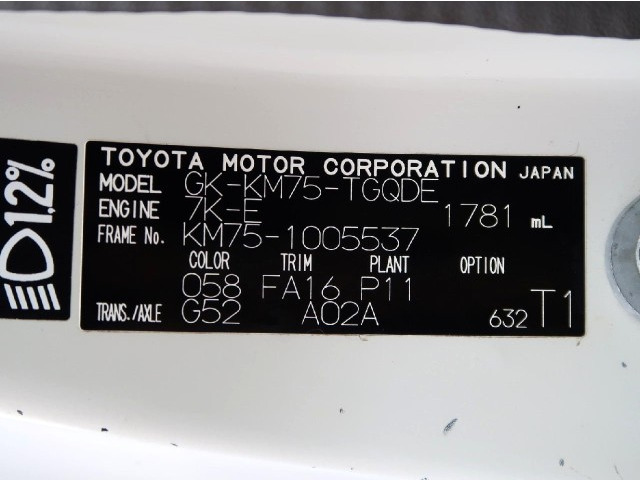 1.2%
TOYOTA MOTOR CORPORATION JAPAN
MODEL GK-KM75-TGQDE
ENGINE 7K-E 1781 mL
FRAME No. KM75-1005537
COLOR TRIM PLANT OPTION
058 FA16 P11
TRANS./AXLE G52 A02A 632 T1